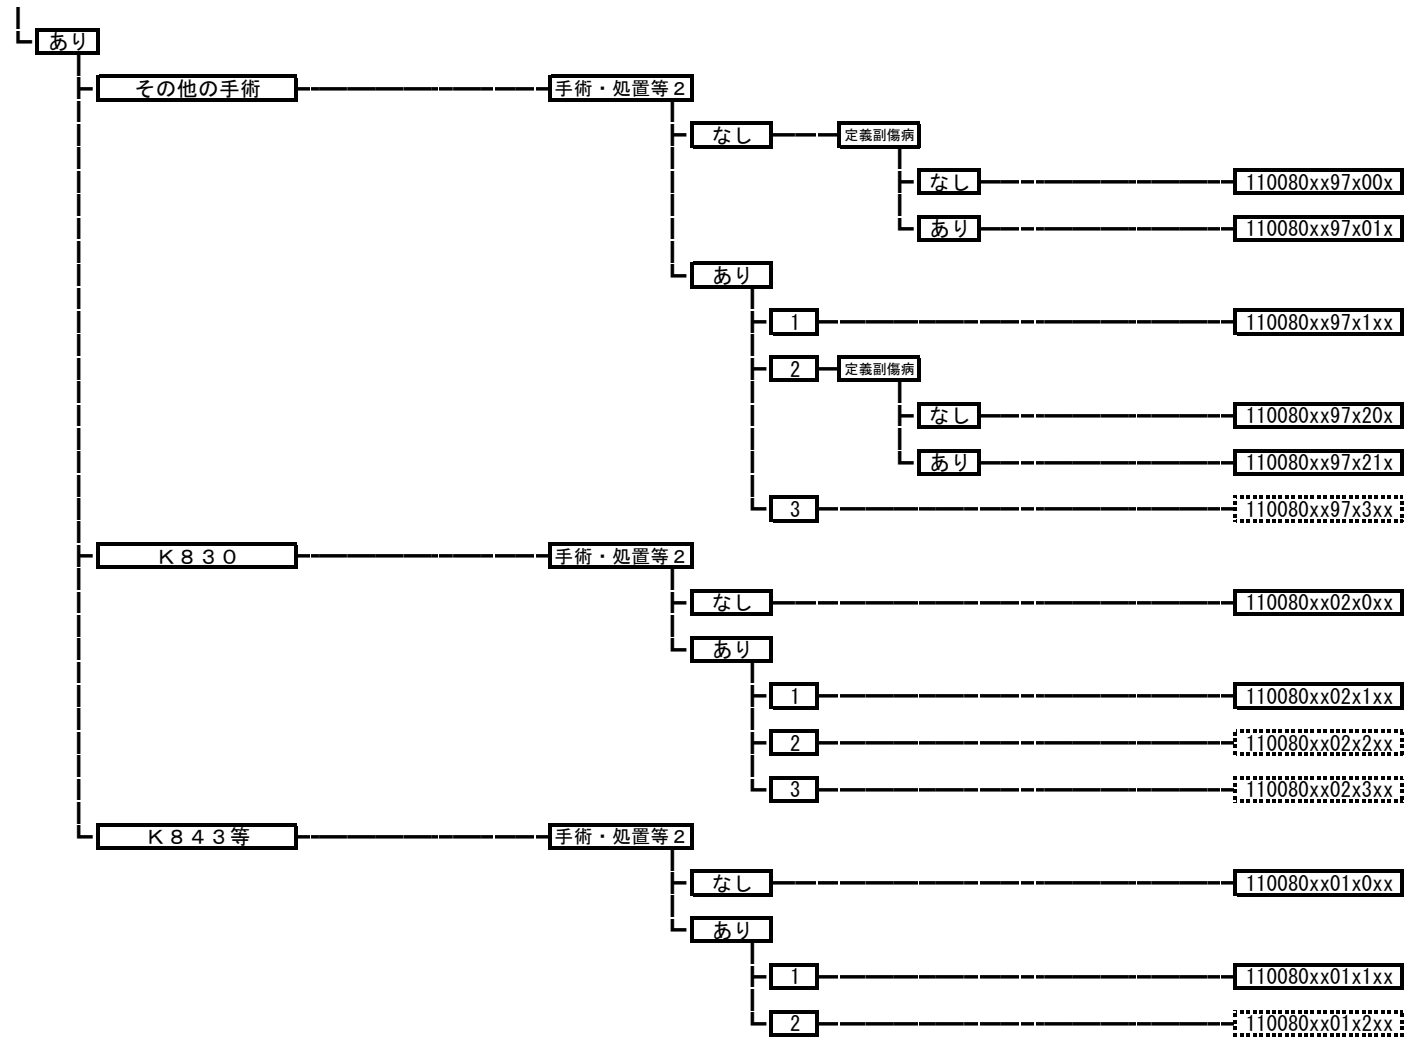 あり
その他の手術 手術・処置等２
なし 定義副傷病
なし 110080xx97x00x
あり 110080xx97x01x
あり
1 110080xx97x1xx
2 定義副傷病
なし 110080xx97x20x
あり 110080xx97x21x
3 110080xx97x3xx
Ｋ８３０ 手術・処置等２
なし 110080xx02x0xx
あり
1 110080xx02x1xx
2 110080xx02x2xx
3 110080xx02x3xx
Ｋ８４３等 手術・処置等２
なし 110080xx01x0xx
あり
1 110080xx01x1xx
2 110080xx01x2xx